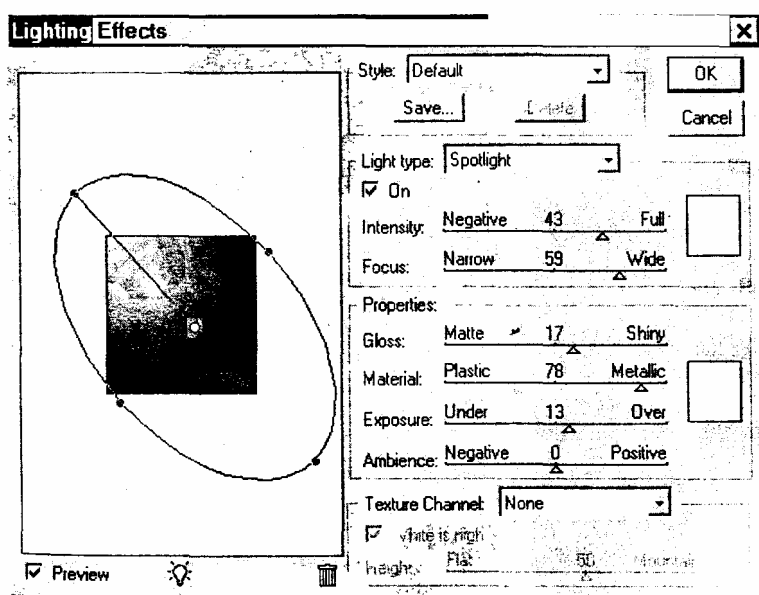 Lighting Effects
Style: Default
OK
Save...
Delete
Cancel
Light type: Spotlight
On
Intensity: Negative 43 Full
Focus: Narrow 59 Wide
Properties:
Gloss: Matte 17 Shiny
Material: Plastic 78 Metallic
Exposure: Under 13 Over
Ambience: Negative 0 Positive
Texture Channel: None
White is high
Height: Flat 50 Mountain
Preview